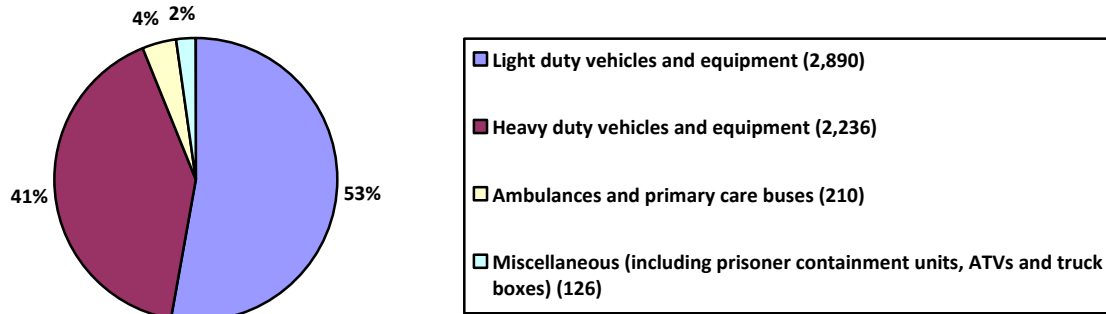 4%
2%
41%
53%
Light duty vehicles and equipment (2,890)
Heavy duty vehicles and equipment (2,236)
Ambulances and primary care buses (210)
Miscellaneous (including prisoner containment units, ATVs and truck
boxes) (126)